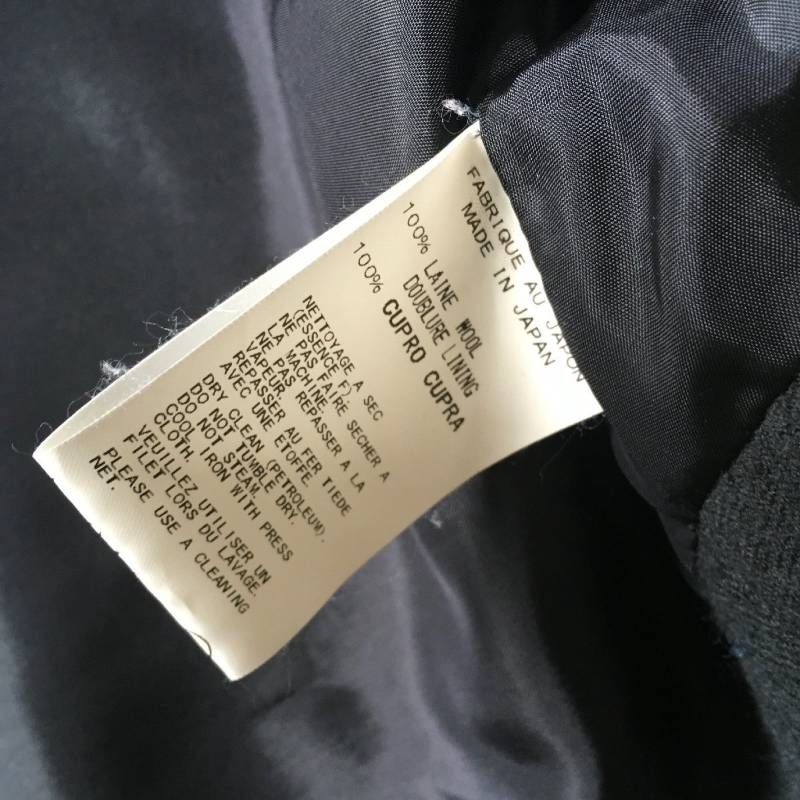 FABRIQUE AU JAPON
MADE IN JAPAN
100% LAINE WOOL
DOUBLURE LINING
100% CUPRO CUPRA
NETTOYAGE A SEC
(ESSENCE F).
NE PAS FAIRE SECHER A
LA MACHINE.
NE PAS REPASSER A LA
VAPEUR.
REPASSER AU FER TIEDE
AVEC UNE ETOFFE.
DRY CLEAN (PETROLEUM).
DO NOT TUMBLE DRY.
DO NOT STEAM.
COOL IRON WITH PRESS
CLOTH.
VEUILLEZ UTILISER UN
FILET LORS DU LAVAGE.
PLEASE USE A CLEANING
NET.